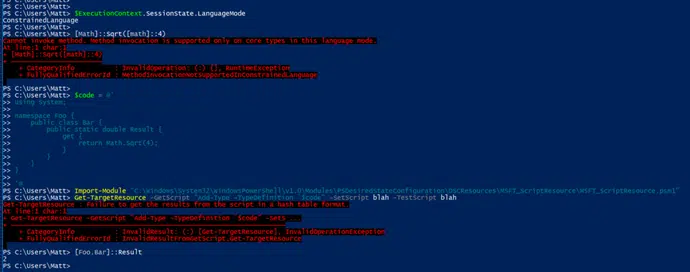 PS C:\Users\Matt> $ExecutionContext.SessionState.LanguageMode
ConstrainedLanguage
PS C:\Users\Matt>
PS C:\Users\Matt> [Math]::Sqrt([math]::4)
Cannot invoke method. Method invocation is supported only on core types in this language mode.
At line:1 char:1
+ [Math]::Sqrt([math]::4)
+ ~~~~~~~~~~~~~~~~~~~~~~~
    + CategoryInfo          : InvalidOperation: (:) [], RuntimeException
    + FullyQualifiedErrorId : MethodInvocationNotSupportedInConstrainedLanguage
PS C:\Users\Matt>
PS C:\Users\Matt> $code = @'
>> using System;
>>
>> namespace Foo {
>>     public class Bar {
>>         public static double Result {
>>             get {
>>                 return Math.Sqrt(4);
>>             }
>>         }
>>     }
>> }
>>
>> '@
PS C:\Users\Matt> Import-Module "C:\Windows\System32\WindowsPowerShell\v1.0\Modules\PSDesiredStateConfiguration\DSCResources\MSFT_ScriptResource\MSFT_ScriptResource.psm1"
PS C:\Users\Matt> Get-TargetResource -GetScript "Add-Type -TypeDefinition `$code" -SetScript blah -TestScript blah
Get-TargetResource : Failure to get the results from the script in a hash table format.
At line:1 char:1
+ Get-TargetResource -GetScript "Add-Type -TypeDefinition `$code" -SetS ...
+ ~~~~~~~~~~~~~~~~~~~~~~~~~~~~~~~~~~~~~~~~~~~~~~~~~~~~~~~~~~~~~~~~~~~~~
    + CategoryInfo          : InvalidResult: (:) [Get-TargetResource], InvalidOperationException
    + FullyQualifiedErrorId : InvalidResultFromGetScript,Get-TargetResource
PS C:\Users\Matt> [Foo.Bar]::Result
2
PS C:\Users\Matt>